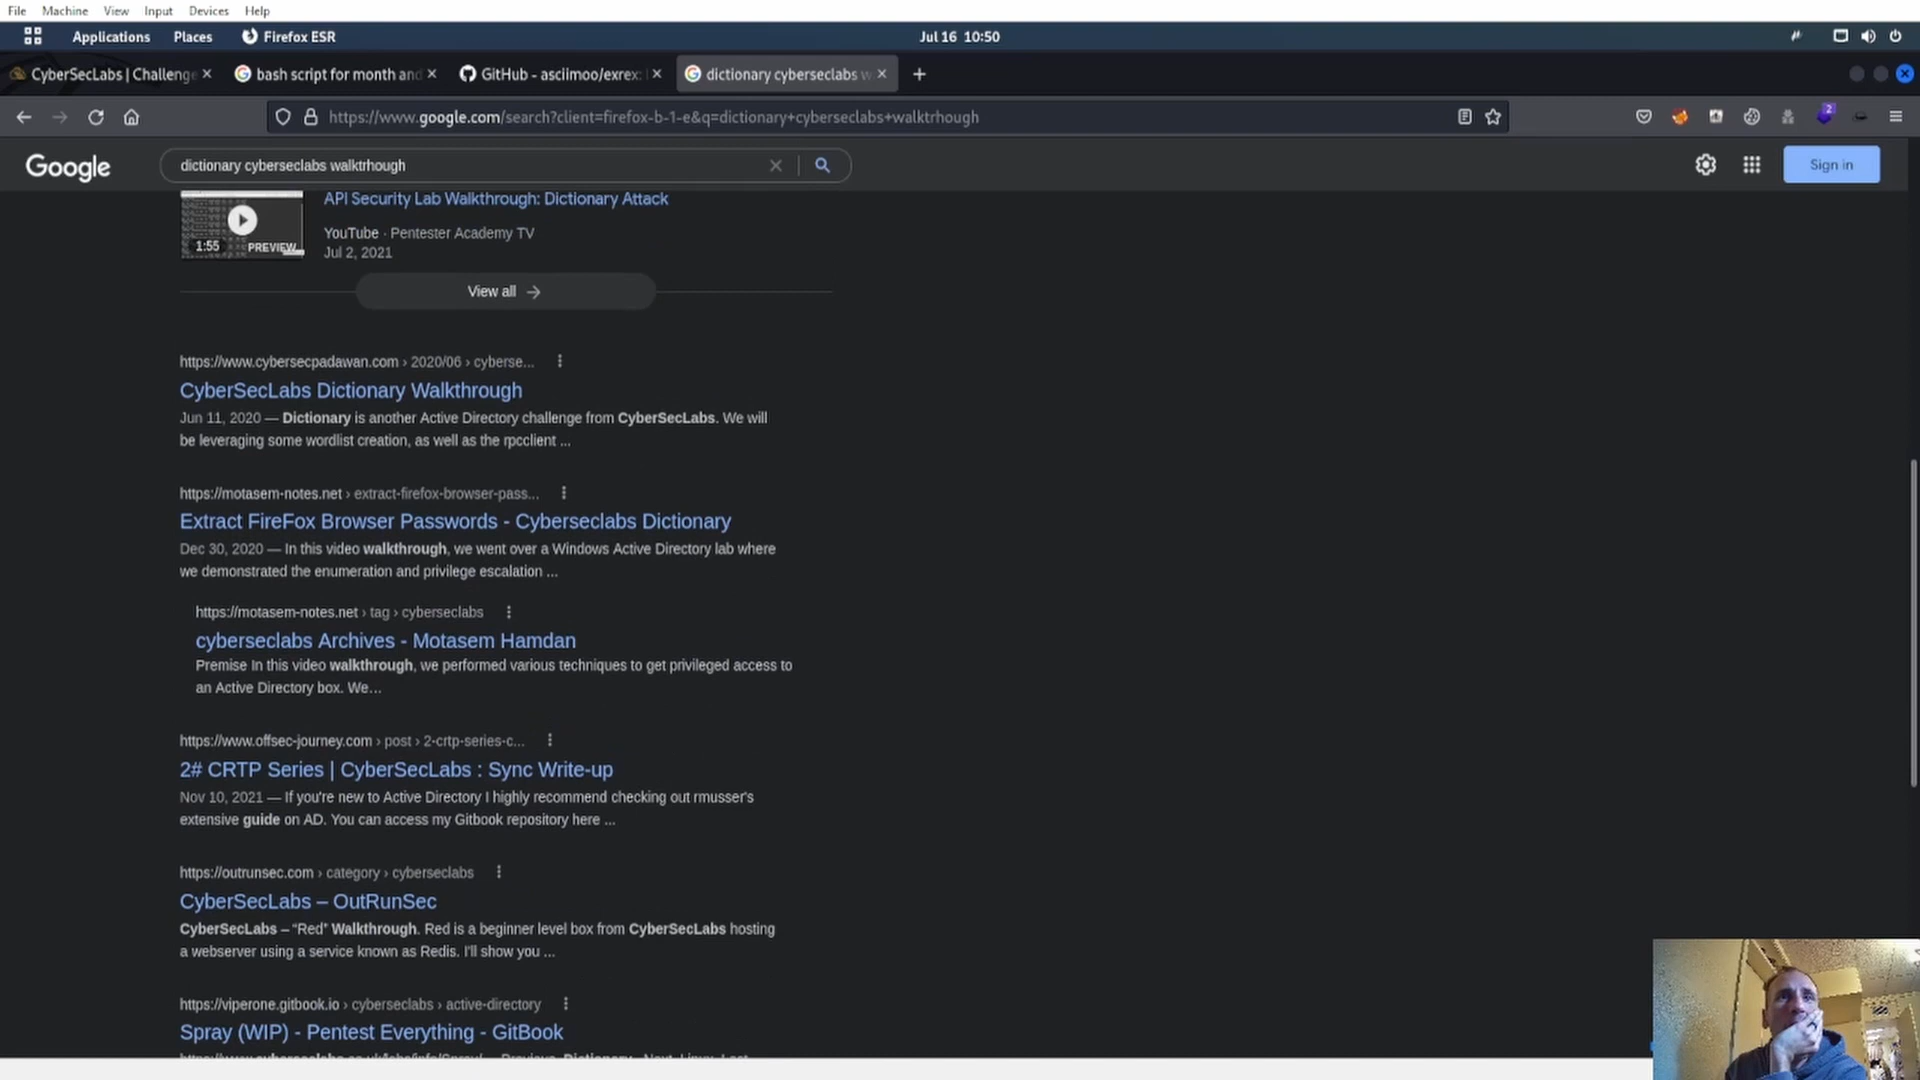 File Machine View Input Devices Help
Applications Places Firefox ESR Jul 16 10:50
CyberSecLabs | Challenge bash script for month and GitHub - asciimoo/exrex: dictionary cyberseclabs w
https://www.google.com/search?client=firefox-b-1-e&q=dictionary+cyberseclabs+walktrhough 2
Google dictionary cyberseclabs walktrhough Sign in
API Security Lab Walkthrough: Dictionary Attack
YouTube · Pentester Academy TV
1:55 PREVIEW
Jul 2, 2021
View all
https://www.cybersecpadawan.com › 2020/06 › cyberse...
CyberSecLabs Dictionary Walkthrough
Jun 11, 2020 — Dictionary is another Active Directory challenge from CyberSecLabs. We will
be leveraging some wordlist creation, as well as the rpcclient ...
https://motasem-notes.net › extract-firefox-browser-pass...
Extract FireFox Browser Passwords - Cyberseclabs Dictionary
Dec 30, 2020 — In this video walkthrough, we went over a Windows Active Directory lab where
we demonstrated the enumeration and privilege escalation ...
https://motasem-notes.net › tag › cyberseclabs
cyberseclabs Archives - Motasem Hamdan
Premise In this video walkthrough, we performed various techniques to get privileged access to
an Active Directory box. We...
https://www.offsec-journey.com › post › 2-crtp-series-c...
2# CRTP Series | CyberSecLabs : Sync Write-up
Nov 10, 2021 — If you're new to Active Directory I highly recommend checking out rmusser's
extensive guide on AD. You can access my Gitbook repository here ...
https://outrunsec.com › category › cyberseclabs
CyberSecLabs – OutRunSec
CyberSecLabs – "Red" Walkthrough. Red is a beginner level box from CyberSecLabs hosting
a webserver using a service known as Redis. I'll show you ...
https://viperone.gitbook.io › cyberseclabs › active-directory
Spray (WIP) - Pentest Everything - GitBook